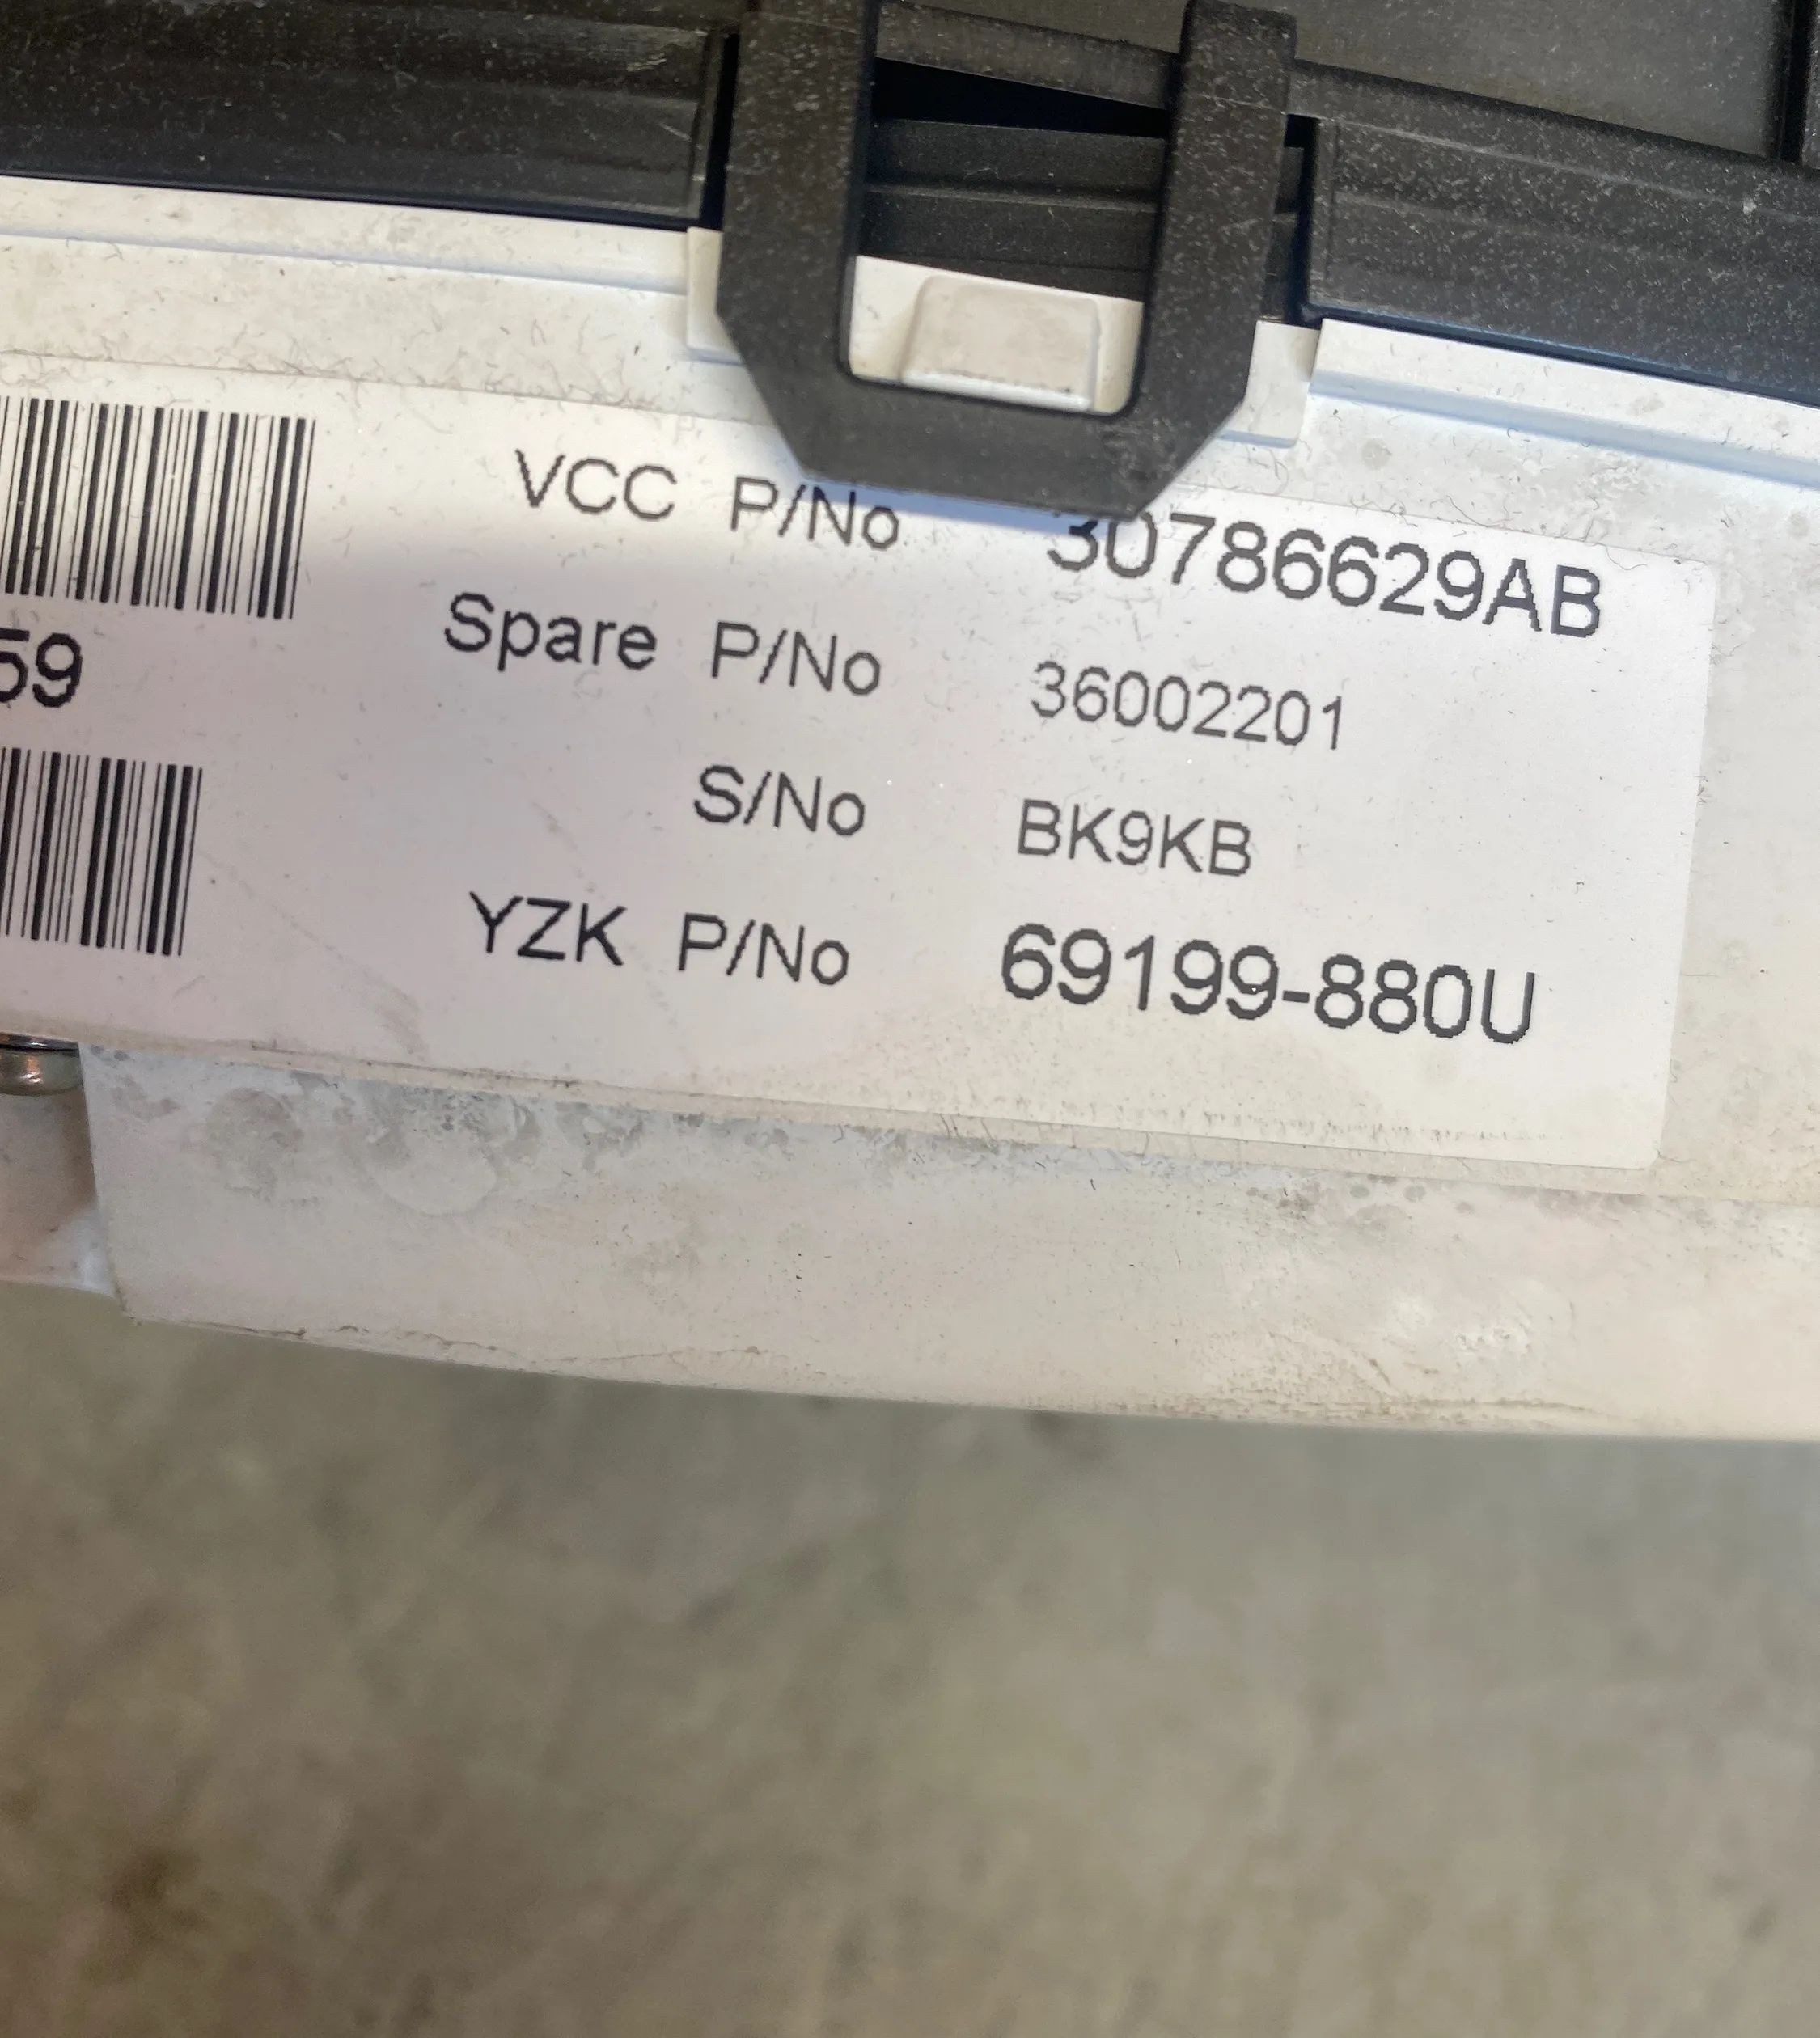 VCC P/No 30786629AB
59
Spare P/No 36002201
S/No BK9KB
YZK P/No 69199-880U